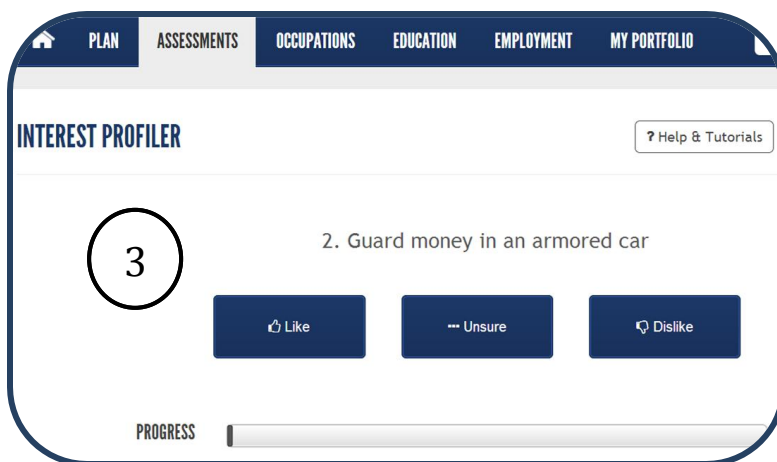 PLAN ASSESSMENTS OCCUPATIONS EDUCATION EMPLOYMENT MY PORTFOLIO
INTEREST PROFILER
? Help & Tutorials
3
2. Guard money in an armored car
Like
Unsure
Dislike
PROGRESS